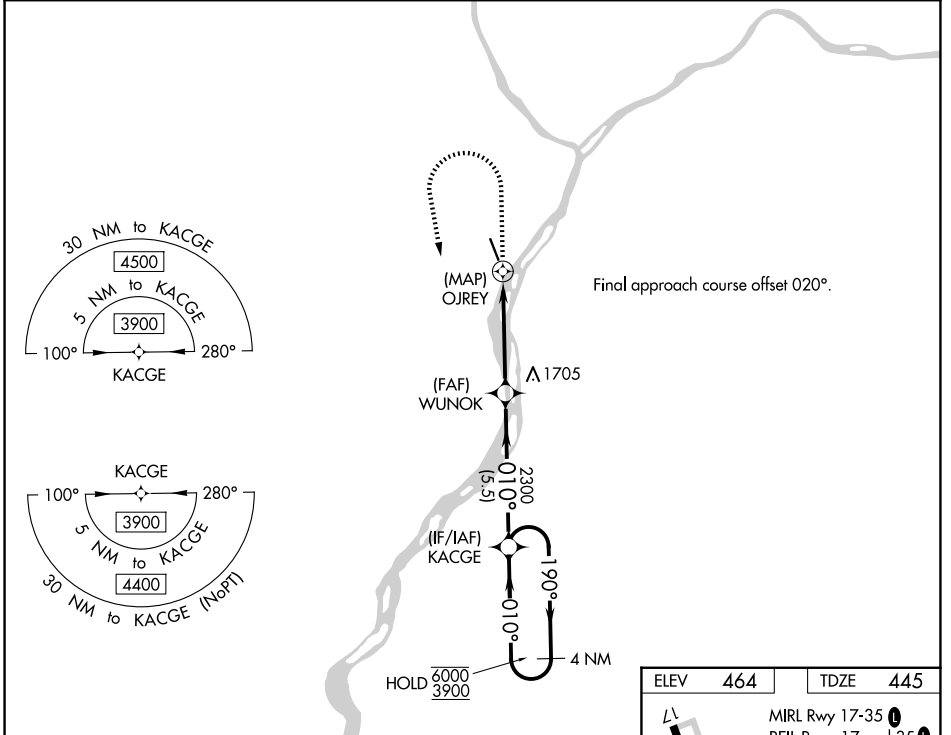 30 NM to KACGE
4500
5 NM to KACGE
3900
100°
280°
KACGE
KACGE
100°
280°
3900
5 NM to KACGE
4400
30 NM to KACGE (NoPT)
(MAP)
OJREY
Final approach course offset 020°.
(FAF)
WUNOK
1705
2300
010°
(5.5)
(IF/IAF)
KACGE
190°
010°
HOLD 6000
3900
4 NM
ELEV 464
TDZE 445
17
MIRL Rwy 17-35 L